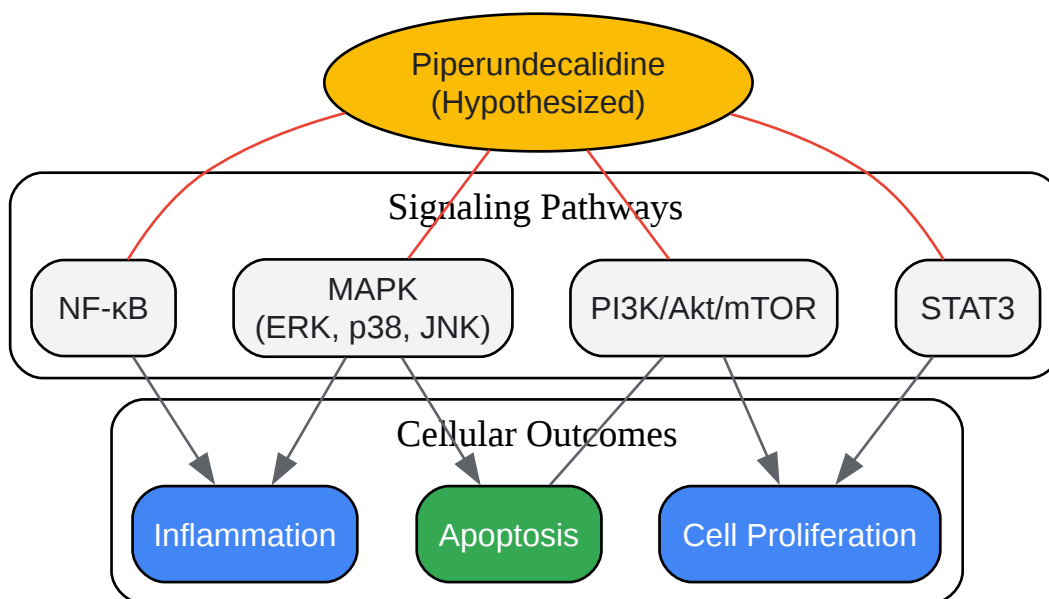 Piperundecalidine
(Hypothesized)
Signaling Pathways
NF-κB
MAPK
(ERK, p38, JNK)
PI3K/Akt/mTOR
STAT3
Cellular Outcomes
Inflammation
Apoptosis
Cell Proliferation